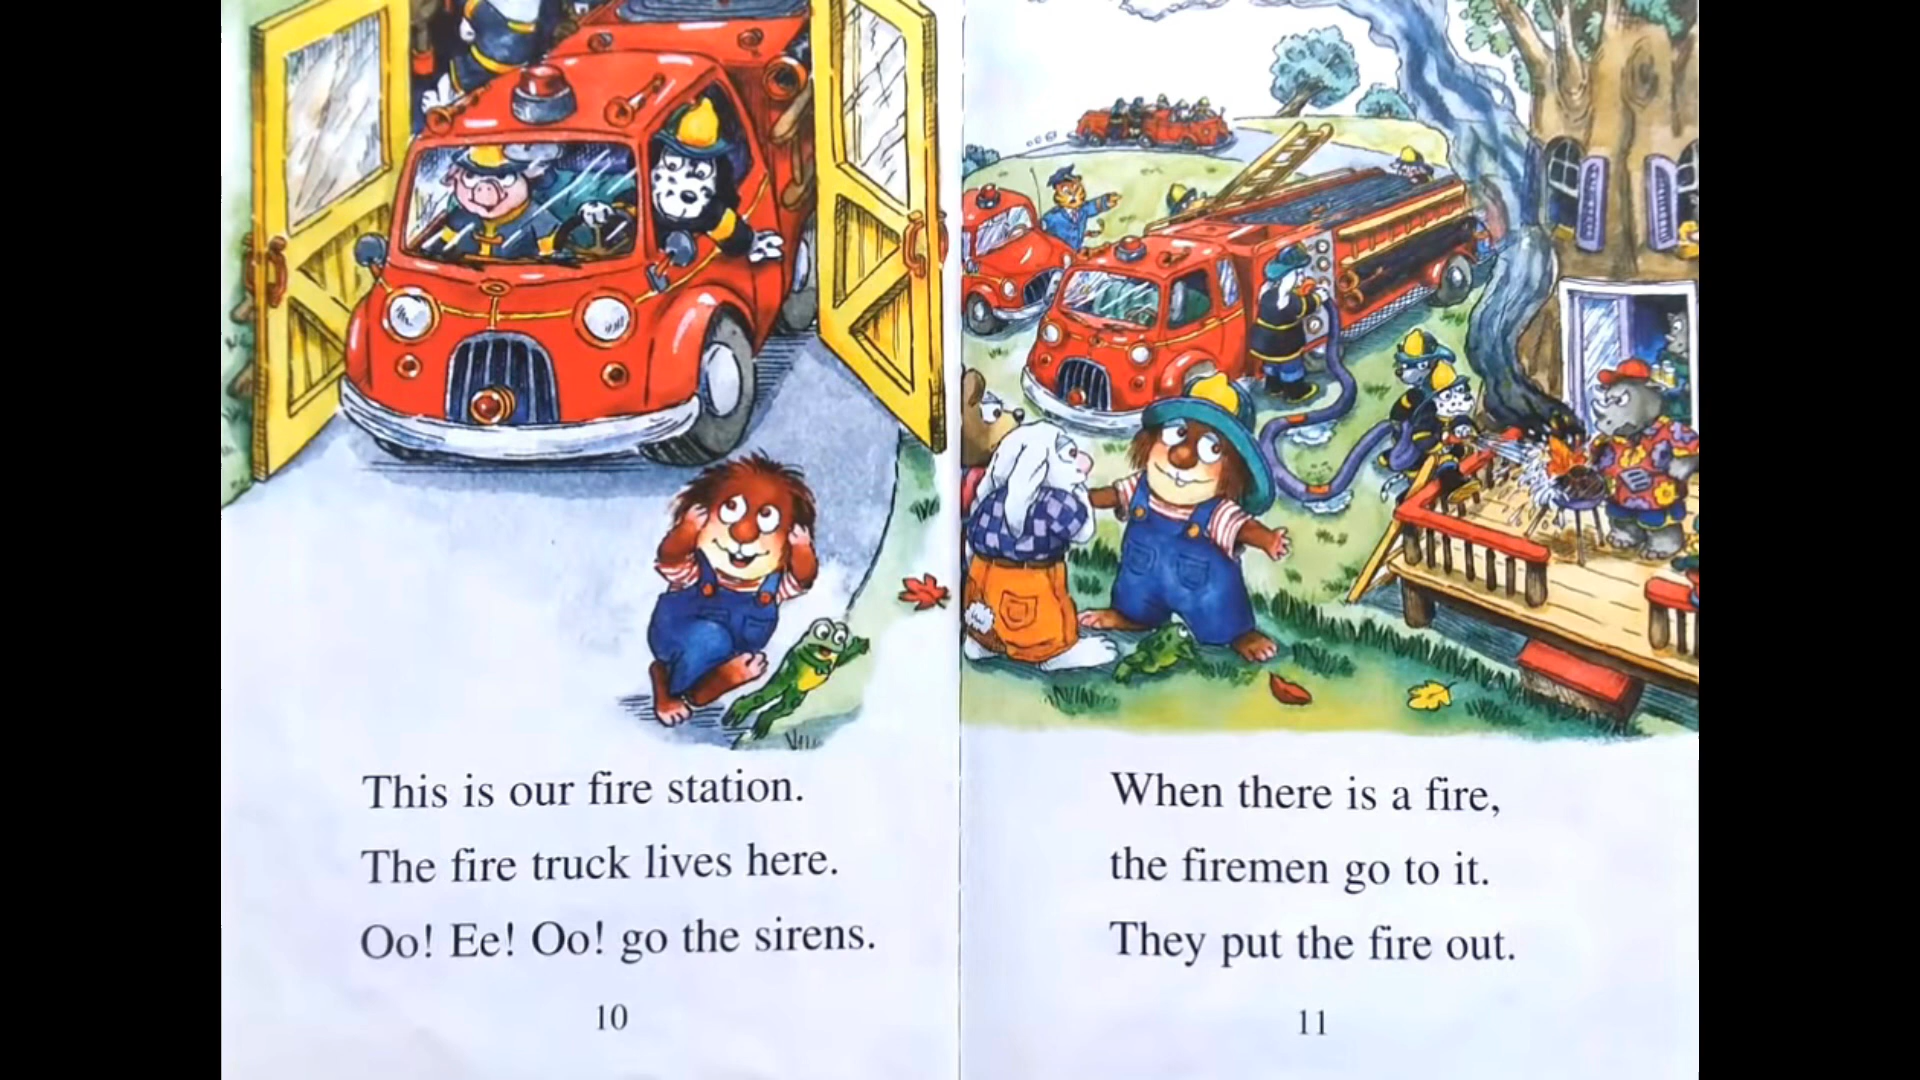 This is our fire station.
The fire truck lives here.
Oo! Ee! Oo! go the sirens.
10
When there is a fire,
the firemen go to it.
They put the fire out.
11